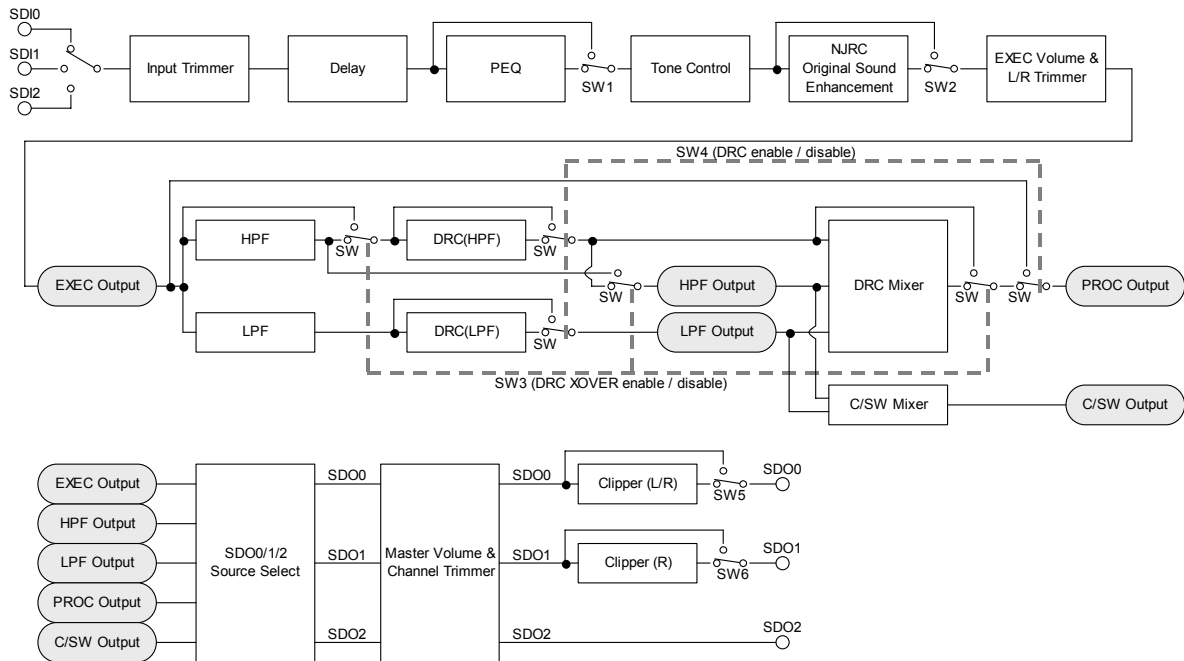 SDI0
SDI1
SDI2
Input Trimmer
Delay
PEQ
SW1
Tone Control
NJRC
Original Sound
Enhancement
SW2
EXEC Volume &
L/R Trimmer
SW4 (DRC enable / disable)
HPF
SW
DRC(HPF)
SW
EXEC Output
SW
HPF Output
DRC Mixer
SW
SW
PROC Output
LPF
DRC(LPF)
SW
LPF Output
SW3 (DRC XOVER enable / disable)
C/SW Mixer
C/SW Output
EXEC Output
HPF Output
LPF Output
PROC Output
C/SW Output
SDO0/1/2
Source Select
SDO0
SDO1
SDO2
Master Volume &
Channel Trimmer
SDO0
SDO1
SDO2
Clipper (L/R)
SW5
SDO0
Clipper (R)
SW6
SDO1
SDO2